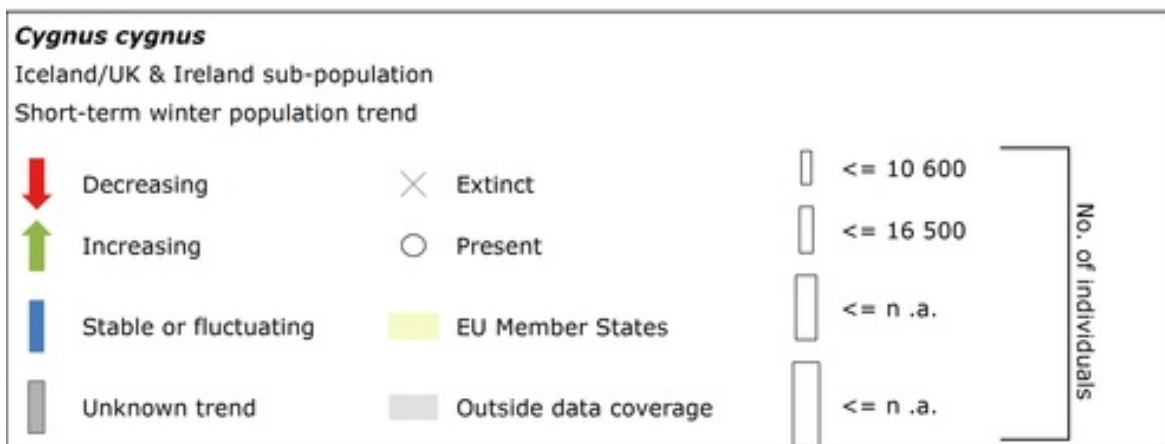 Cygnus cygnus
Iceland/UK & Ireland sub-population
Short-term winter population trend
Decreasing
Increasing
Stable or fluctuating
Unknown trend
Extinct
Present
EU Member States
Outside data coverage
<= 10 600
<= 16 500
<= n .a.
<= n .a.
No. of individuals